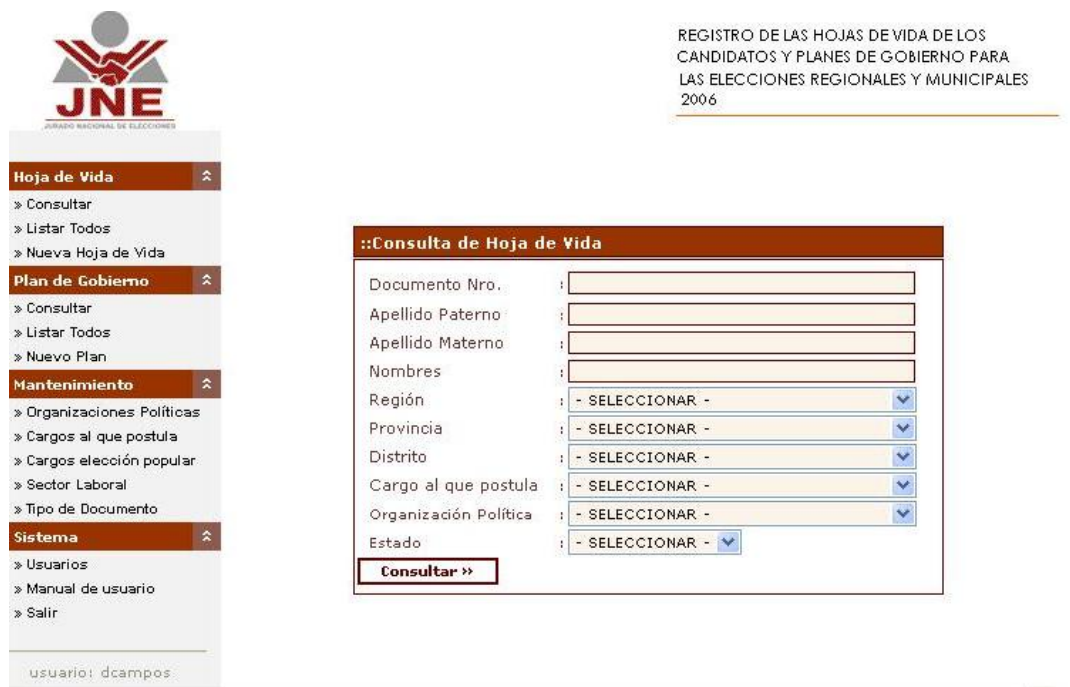 JNE
JURADO NACIONAL DE ELECCIONES
REGISTRO DE LAS HOJAS DE VIDA DE LOS
CANDIDATOS Y PLANES DE GOBIERNO PARA
LAS ELECCIONES REGIONALES Y MUNICIPALES
2006
Hoja de Vida
» Consultar
» Listar Todos
» Nueva Hoja de Vida
Plan de Gobierno
» Consultar
» Listar Todos
» Nuevo Plan
Mantenimiento
» Organizaciones Políticas
» Cargos al que postula
» Cargos elección popular
» Sector Laboral
» Tipo de Documento
Sistema
» Usuarios
» Manual de usuario
» Salir
usuario: dcampos
::Consulta de Hoja de Vida
Documento Nro. :
Apellido Paterno :
Apellido Materno :
Nombres :
Región : - SELECCIONAR -
Provincia : - SELECCIONAR -
Distrito : - SELECCIONAR -
Cargo al que postula : - SELECCIONAR -
Organización Política : - SELECCIONAR -
Estado : - SELECCIONAR -
Consultar »